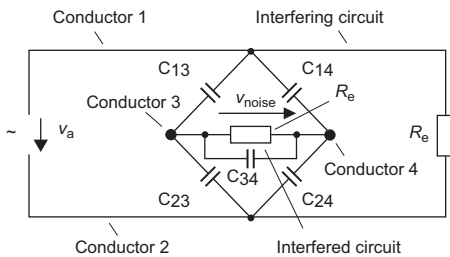 Conductor 1
Interfering circuit
C13
C14
Conductor 3
vnoise
Re
~
va
Re
C34
Conductor 4
C23
C24
Conductor 2
Interfered circuit